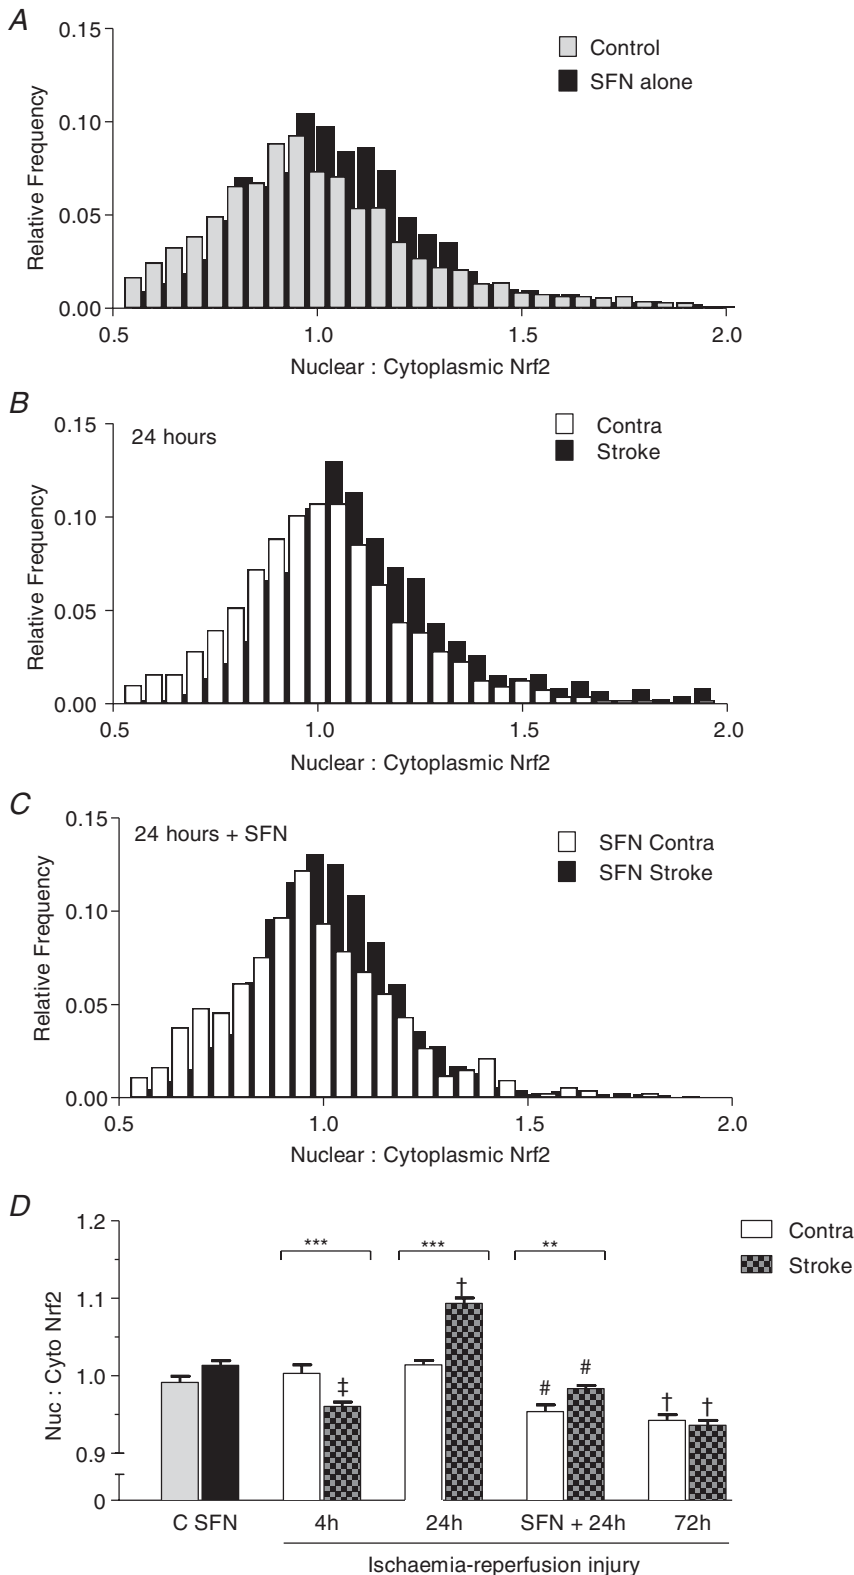 A
0.15
Control
SFN alone
0.10
Relative Frequency
0.05
0.00
0.5 1.0 1.5 2.0
Nuclear : Cytoplasmic Nrf2
B
0.15
24 hours
Contra
Stroke
0.10
Relative Frequency
0.05
0.00
0.5 1.0 1.5 2.0
Nuclear : Cytoplasmic Nrf2
C
0.15
24 hours + SFN
SFN Contra
SFN Stroke
0.10
Relative Frequency
0.05
0.00
0.5 1.0 1.5 2.0
Nuclear : Cytoplasmic Nrf2
D
1.2
Contra
Stroke
*** *** **
1.1
Nuc : Cyto Nrf2
1.0
0.9
0
‡ † # # † †
C SFN 4h 24h SFN + 24h 72h
Ischaemia-reperfusion injury